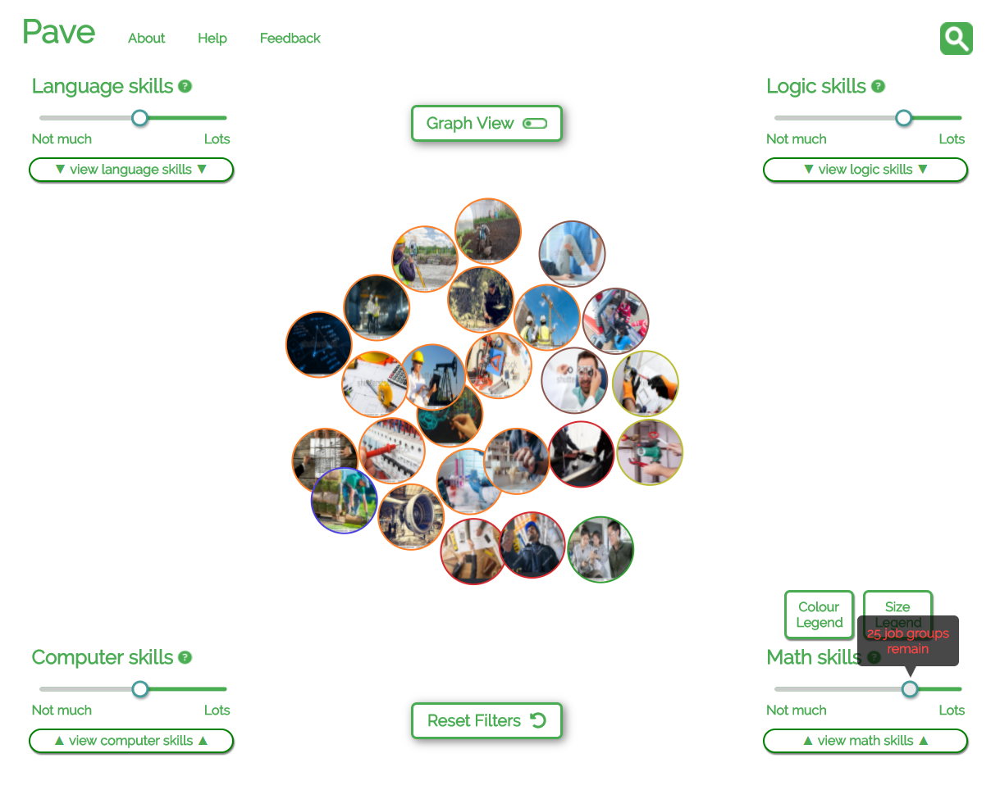 Pave
About
Help
Feedback
Language skills ?
Not much
Lots
▼ view language skills ▼
Graph View
Logic skills ?
Not much
Lots
▼ view logic skills ▼
Colour
Legend
Size
Legend
25 job groups
remain
Computer skills ?
Not much
Lots
▲ view computer skills ▲
Reset Filters
Math skills ?
Not much
Lots
▲ view math skills ▲